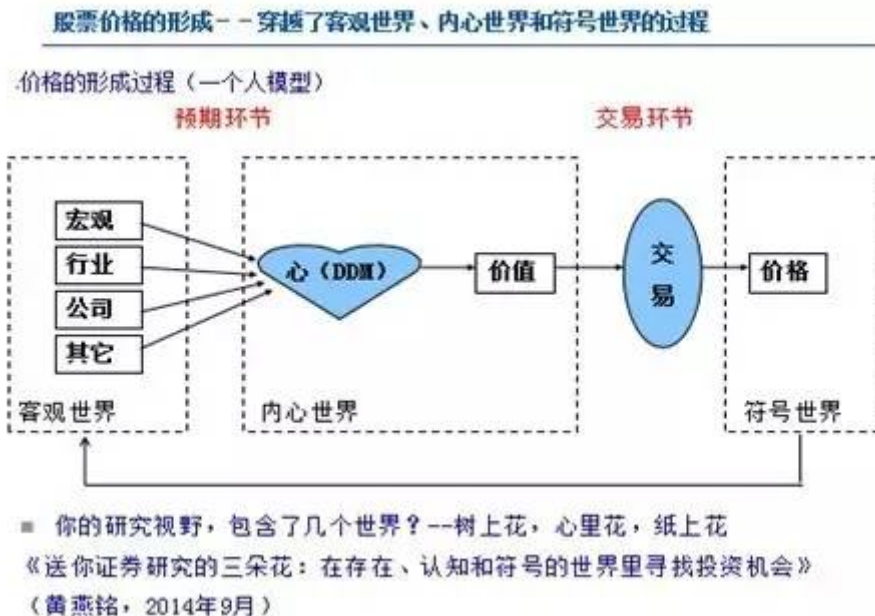 股票价格的形成--穿越了客观世界、内心世界和符号世界的过程
.价格的形成过程（一个人模型）
预期环节
交易环节
宏观
行业
公司
其它
心（DDM）
价值
交
易
价格
客观世界
内心世界
符号世界
■ 你的研究视野，包含了几个世界？--树上花，心里花，纸上花
《送你证券研究的三朵花：在存在、认知和符号的世界里寻找投资机会》
（黄燕铭，2014年9月）